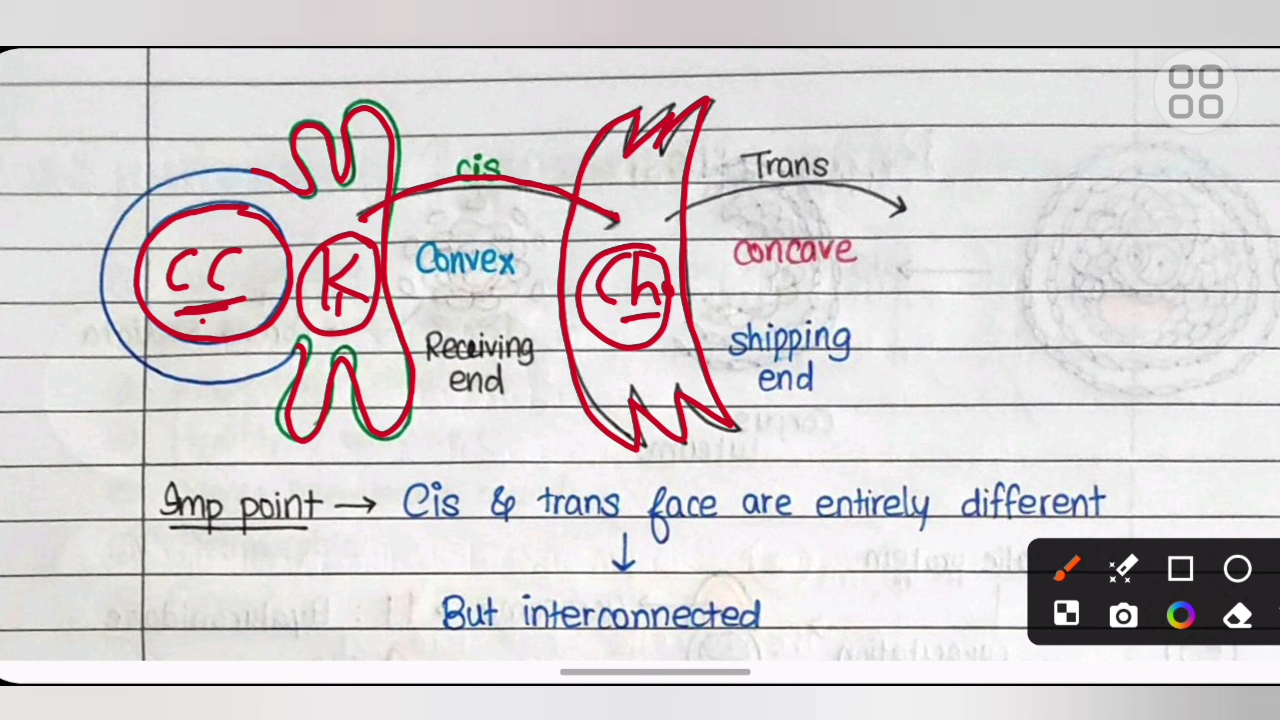 cis
Trans
CC
K
Convex
Ch
concave
Receiving
end
shipping
end
Imp point → Cis & trans face are entirely different
↓
But interconnected